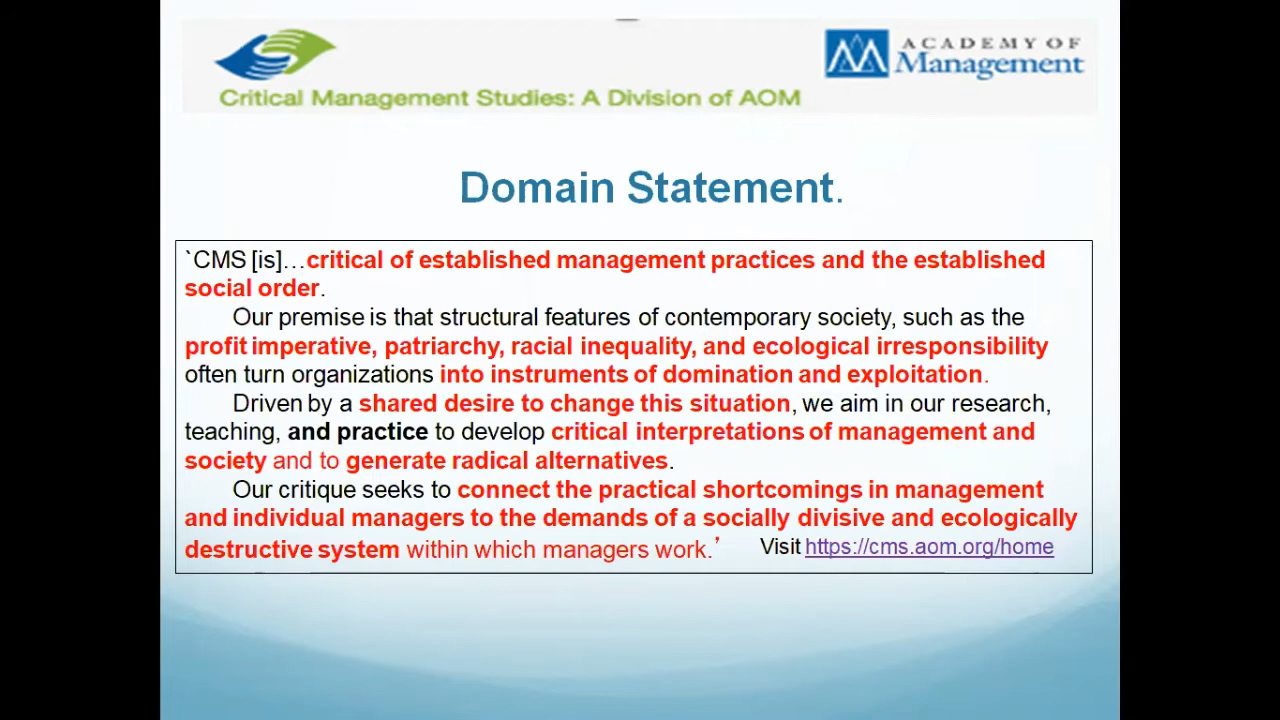 ACADEMY OF
Management
Critical Management Studies: A Division of AOM
Domain Statement.
`CMS [is]…critical of established management practices and the established
social order.
Our premise is that structural features of contemporary society, such as the
profit imperative, patriarchy, racial inequality, and ecological irresponsibility
often turn organizations into instruments of domination and exploitation.
Driven by a shared desire to change this situation, we aim in our research,
teaching, and practice to develop critical interpretations of management and
society and to generate radical alternatives.
Our critique seeks to connect the practical shortcomings in management
and individual managers to the demands of a socially divisive and ecologically
destructive system within which managers work.’ Visit https://cms.aom.org/home